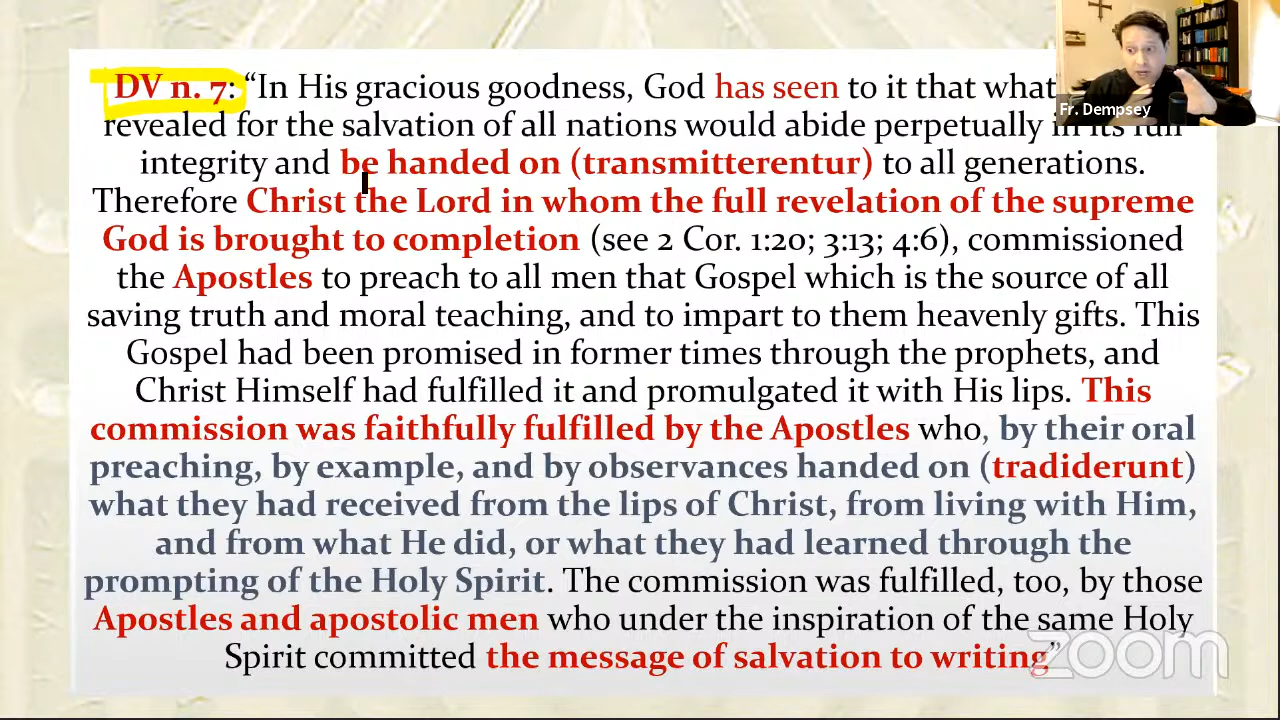 DV n. 7: “In His gracious goodness, God has seen to it that what
revealed for the salvation of all nations would abide perpetually in its full
integrity and be handed on (transmitterentur) to all generations.
Therefore Christ the Lord in whom the full revelation of the supreme
God is brought to completion (see 2 Cor. 1:20; 3:13; 4:6), commissioned
the Apostles to preach to all men that Gospel which is the source of all
saving truth and moral teaching, and to impart to them heavenly gifts. This
Gospel had been promised in former times through the prophets, and
Christ Himself had fulfilled it and promulgated it with His lips. This
commission was faithfully fulfilled by the Apostles who, by their oral
preaching, by example, and by observances handed on (tradiderunt)
what they had received from the lips of Christ, from living with Him,
and from what He did, or what they had learned through the
prompting of the Holy Spirit. The commission was fulfilled, too, by those
Apostles and apostolic men who under the inspiration of the same Holy
Spirit committed the message of salvation to writing”
Fr. Dempsey
zoom